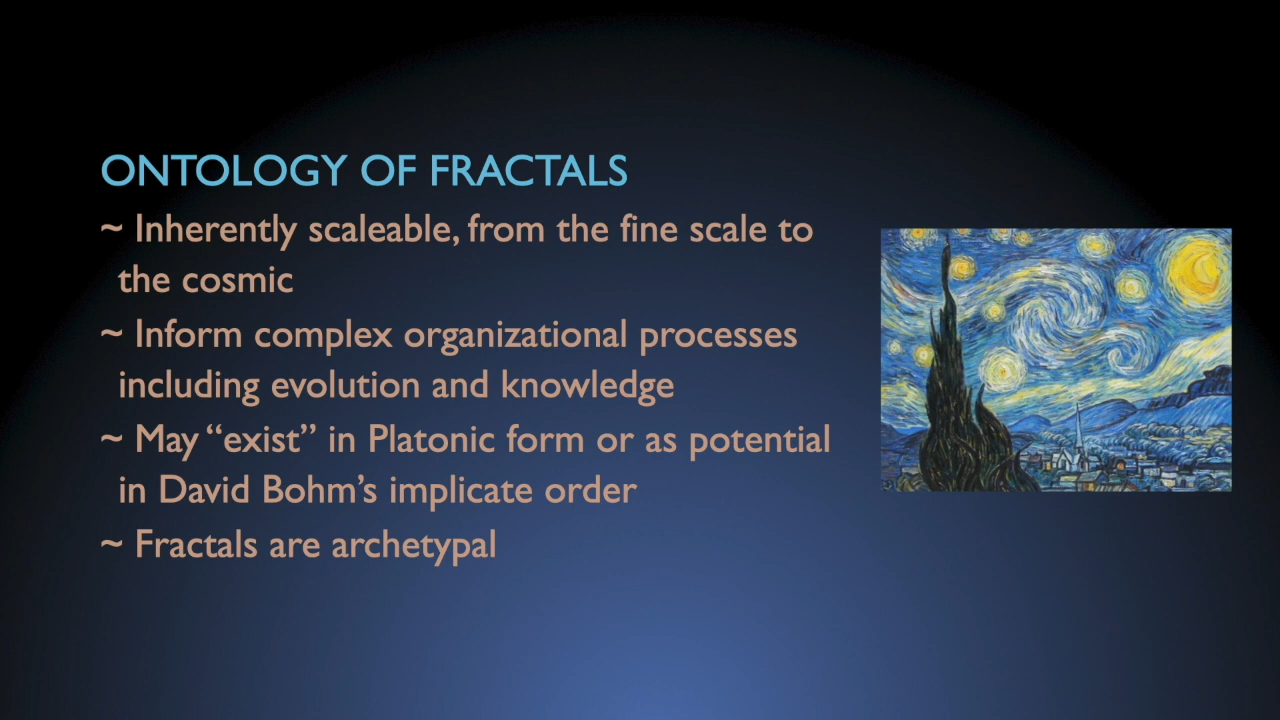 ONTOLOGY OF FRACTALS
~ Inherently scaleable, from the fine scale to
the cosmic
~ Inform complex organizational processes
including evolution and knowledge
~ May “exist” in Platonic form or as potential
in David Bohm’s implicate order
~ Fractals are archetypal